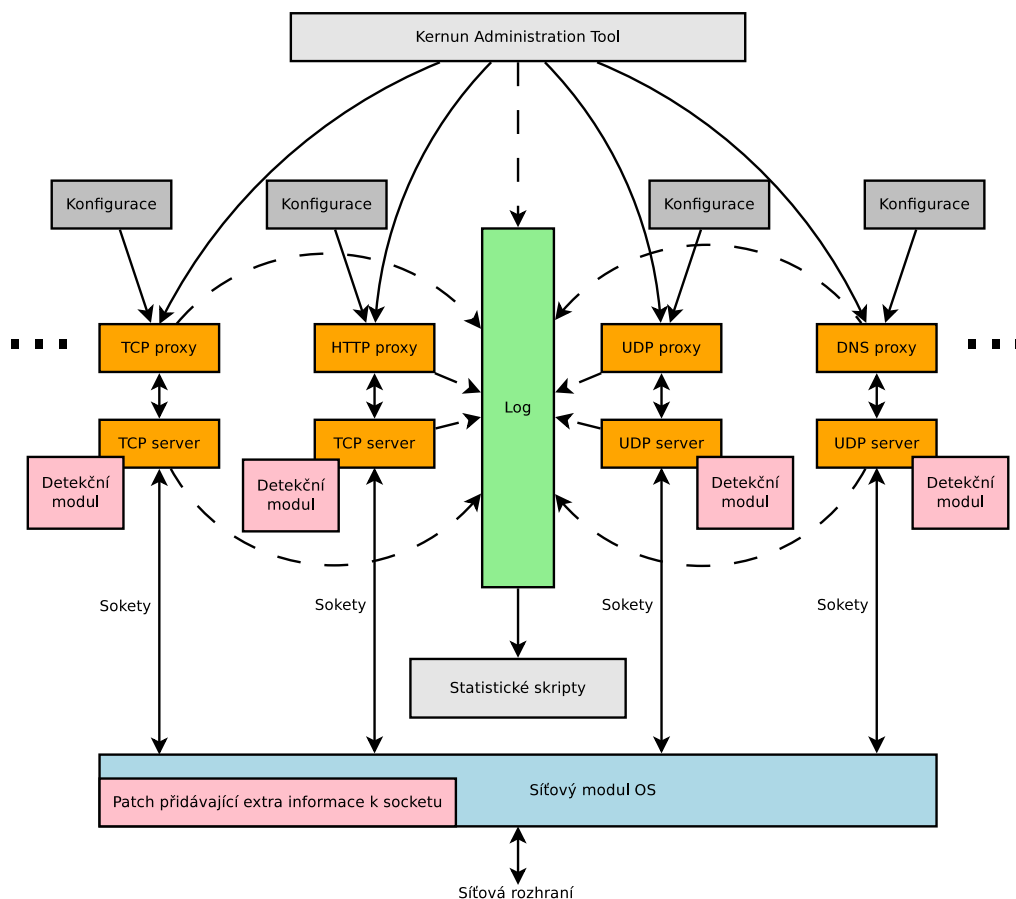 Kernun Administration Tool
Konfigurace
Konfigurace
Konfigurace
Konfigurace
TCP proxy
HTTP proxy
UDP proxy
DNS proxy
Log
TCP server
TCP server
UDP server
UDP server
Detekční
modul
Detekční
modul
Detekční
modul
Detekční
modul
Sokety
Sokety
Sokety
Sokety
Statistické skripty
Síťový modul OS
Patch přidávající extra informace k socketu
Síťová rozhraní